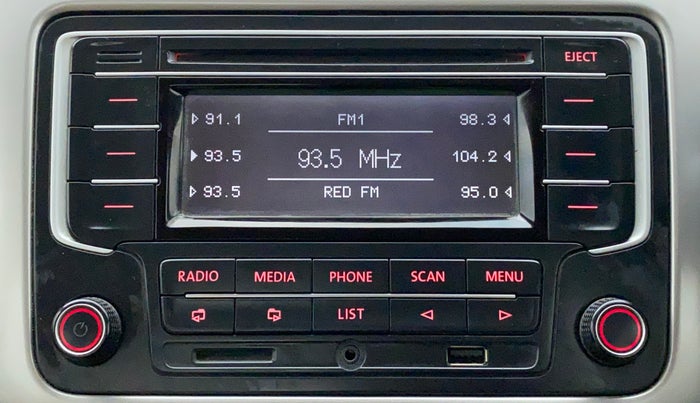 EJECT
91.1 FM1 98.3
93.5 93.5 MHz 104.2
93.5 RED FM 95.0
RADIO MEDIA PHONE SCAN MENU
LIST